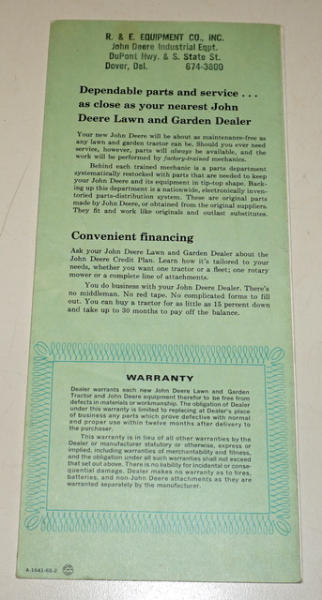 R. & E. EQUIPMENT CO., INC.
John Deere Industrial Eqpt.
DuPont Hwy. & S. State St.
Dover, Del. 674-3800
Dependable parts and service . . .
as close as your nearest John
Deere Lawn and Garden Dealer
Your new John Deere will be about as maintenance-free as
any lawn and garden tractor can be. Should you ever need
service, however, parts will always be available, and the
work will be performed by factory-trained mechanics.
Behind each trained mechanic is a parts department
systematically restocked with parts that are needed to keep
your John Deere and its equipment in tip-top shape. Back-
ing up this department is a nationwide, electronically inven-
toried parts-distribution system. These are original parts
made by John Deere, or obtained from the original suppliers.
They fit and work like originals and outlast substitutes.
Convenient financing
Ask your John Deere Lawn and Garden Dealer about the
John Deere Credit Plan. Learn how it's tailored to your
needs, whether you want one tractor or a fleet; one rotary
mower or a complete line of attachments.
You do business with your John Deere Dealer. There's
no middleman. No red tape. No complicated forms to fill
out. You can buy a tractor for as little as 15 percent down
and take up to 30 months to pay off the balance.
WARRANTY
Dealer warrants each new John Deere Lawn and Garden
Tractor and John Deere equipment therefor to be free from
defects in materials or workmanship. The obligation of Dealer
under this warranty is limited to replacing at Dealer's place
of business any parts which prove defective with normal
and proper use within twelve months after delivery to
the purchaser.
This warranty is in lieu of all other warranties by the
Dealer or manufacturer statutory or otherwise, express or
implied, including warranties of merchantability and fitness,
and the obligation under all such warranties shall not exceed
that set out above. There is no liability for incidental or conse-
quential damage. Dealer makes no warranty as to tires,
batteries, and non-John Deere attachments as they are
warranted separately by the manufacturer.